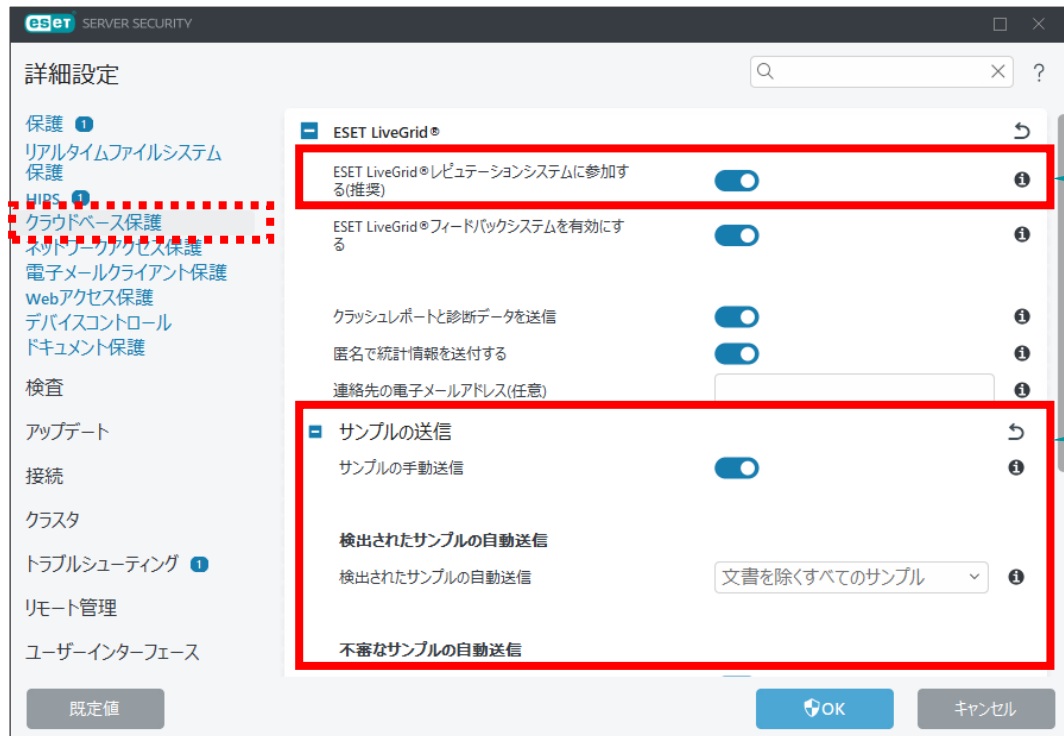 eset SERVER SECURITY
詳細設定
保護 1
リアルタイムファイルシステム
保護
HIPS 1
クラウドベース保護
ネットワークアクセス保護
電子メールクライアント保護
Webアクセス保護
デバイスコントロール
ドキュメント保護
検査
アップデート
接続
クラスタ
トラブルシューティング 1
リモート管理
ユーザーインターフェース
ESET LiveGrid®
ESET LiveGrid®レピュテーションシステムに参加す
る(推奨)
ESET LiveGrid®フィードバックシステムを有効にす
る
クラッシュレポートと診断データを送信
匿名で統計情報を送付する
連絡先の電子メールアドレス(任意)
サンプルの送信
サンプルの手動送信
検出されたサンプルの自動送信
検出されたサンプルの自動送信 文書を除くすべてのサンプル
不審なサンプルの自動送信
既定値
OK
キャンセル